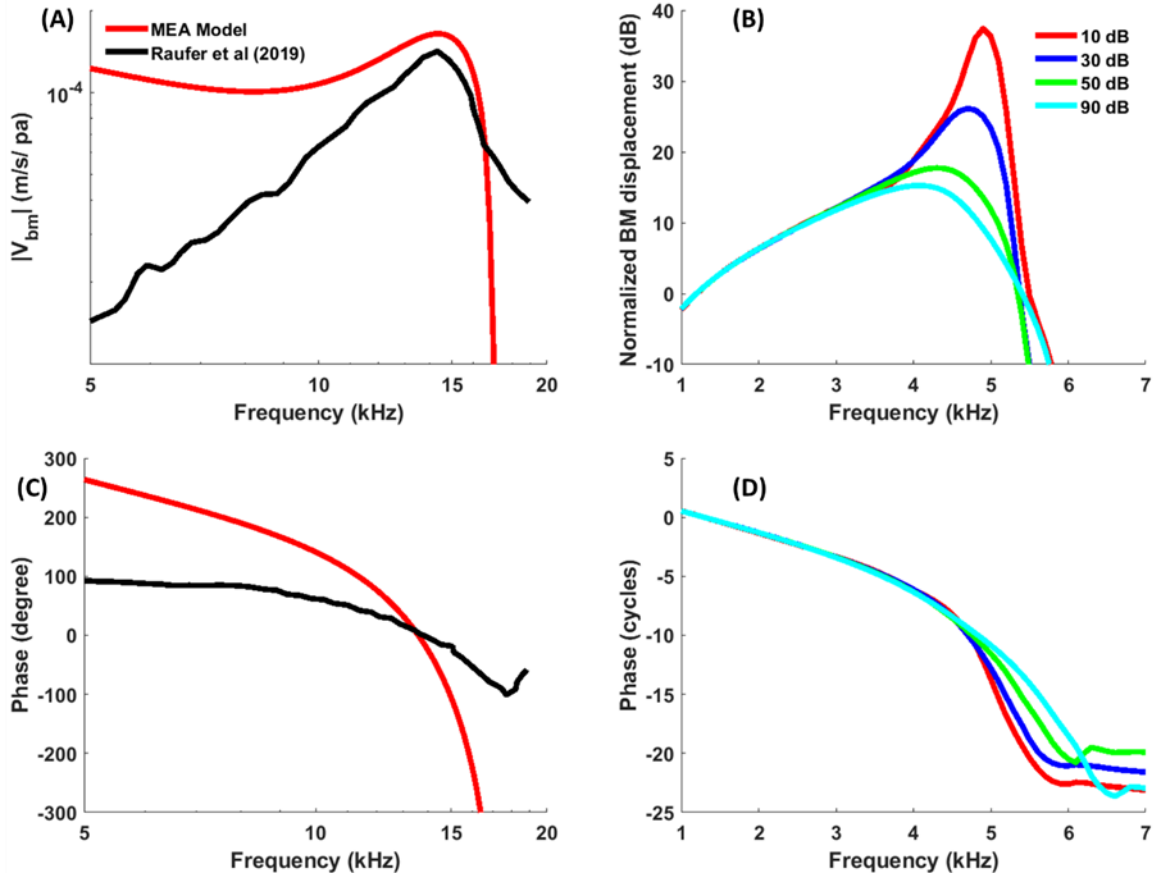 (A)
MEA Model
Raufer et al (2019)
10-4
|Vbm| (m/s/ pa)
5
10
15
20
Frequency (kHz)
(B)
10 dB
30 dB
50 dB
90 dB
Normalized BM displacement (dB)
40
30
20
10
0
-10
1
2
3
4
5
6
7
Frequency (kHz)
(C)
Phase (degree)
300
200
100
0
-100
-200
-300
5
10
15
20
Frequency (kHz)
(D)
Phase (cycles)
5
0
-5
-10
-15
-20
-25
1
2
3
4
5
6
7
Frequency (kHz)